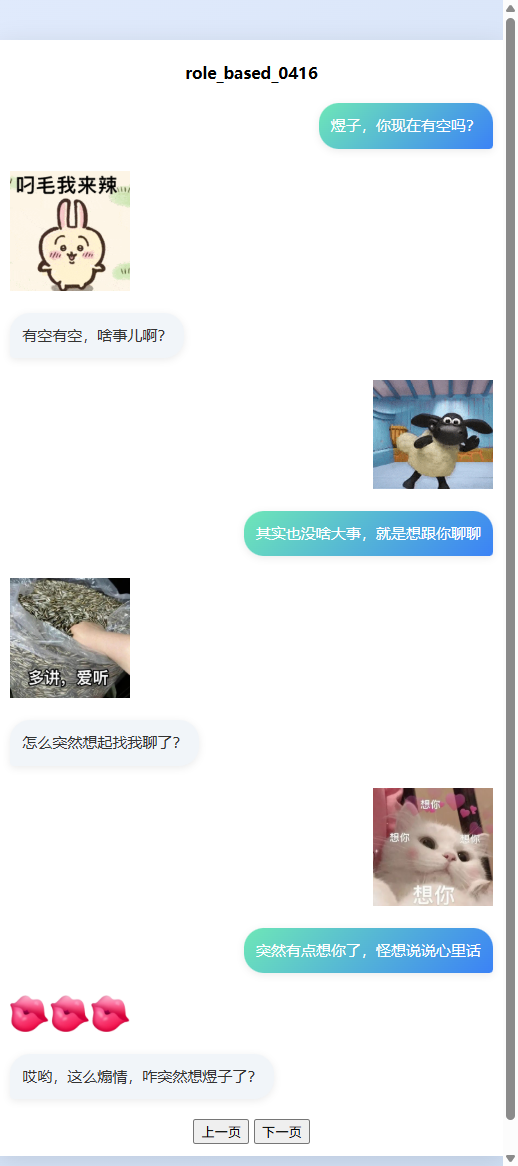 role_based_0416
煜子，你现在有空吗？
叼毛我来辣
有空有空，啥事儿啊？
其实也没啥大事，就是想跟你聊聊
多讲，爱听
怎么突然想起找我聊了？
想你
想你
想你
想你
突然有点想你了，怪想说说心里话
哎哟，这么煽情，咋突然想煜子了？
上一页
下一页